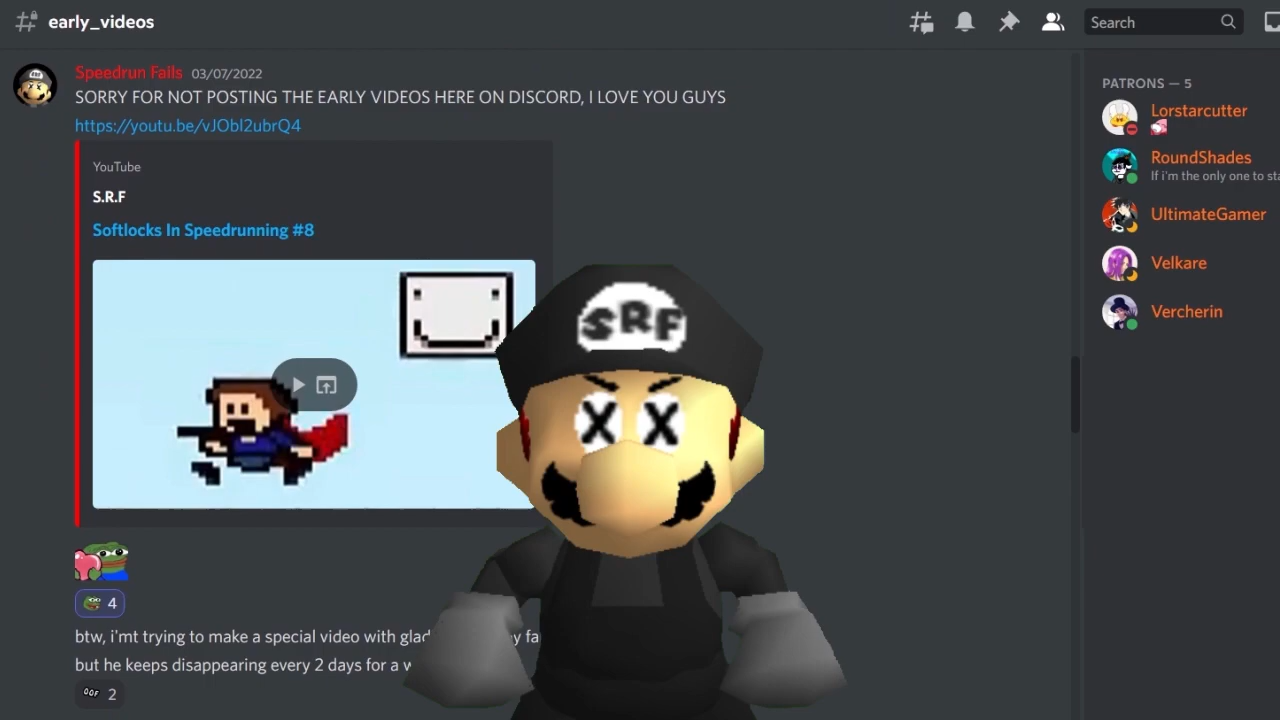 early_videos
Search
Speedrun Fails 03/07/2022
SORRY FOR NOT POSTING THE EARLY VIDEOS HERE ON DISCORD, I LOVE YOU GUYS
https://youtu.be/vJObl2ubrQ4
YouTube
S.R.F
Softlocks In Speedrunning #8
SRF
4
btw, i'mt trying to make a special video with
but he keeps disappearing every 2 days for a
OOF 2
PATRONS — 5
Lorstarcutter
RoundShades
If i'm the only one to
UltimateGamer
Velkare
Vercherin